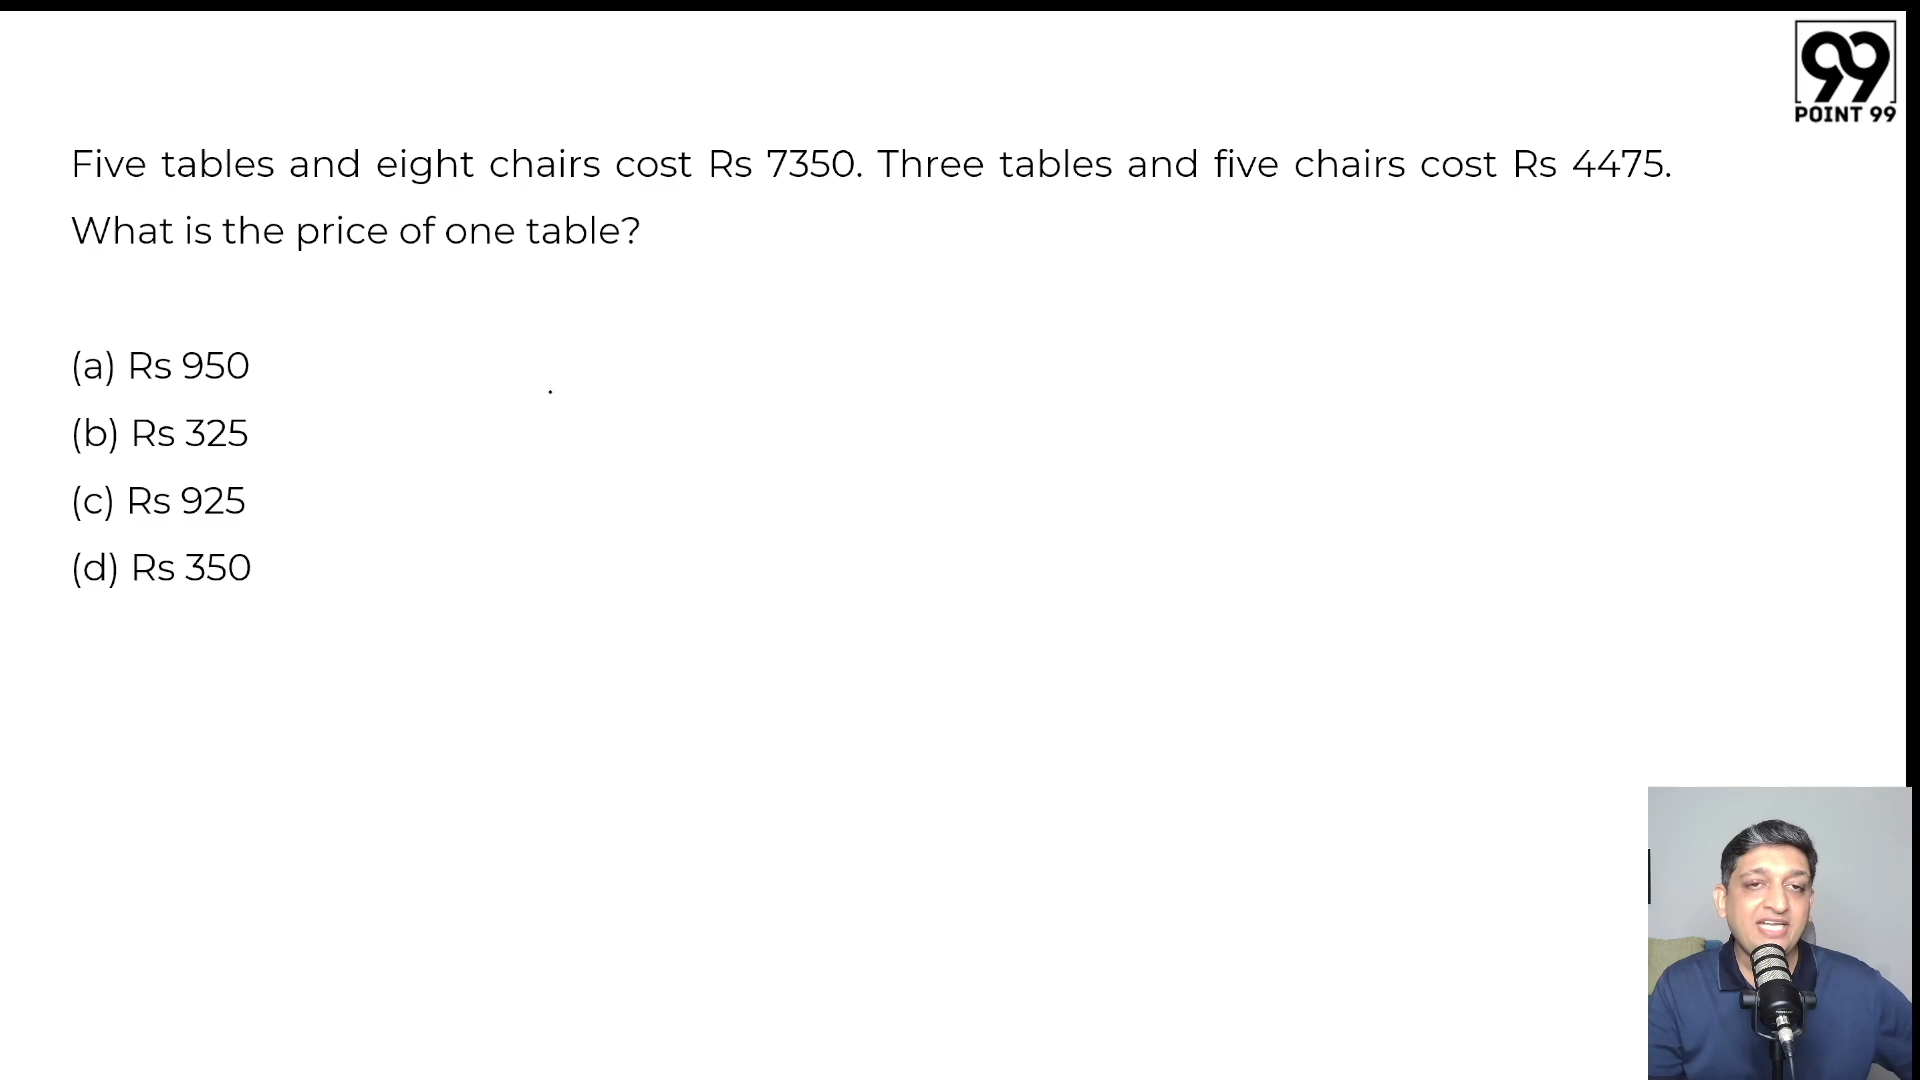 99
POINT 99
Five tables and eight chairs cost Rs 7350. Three tables and five chairs cost Rs 4475.
What is the price of one table?
(a) Rs 950
(b) Rs 325
(c) Rs 925
(d) Rs 350